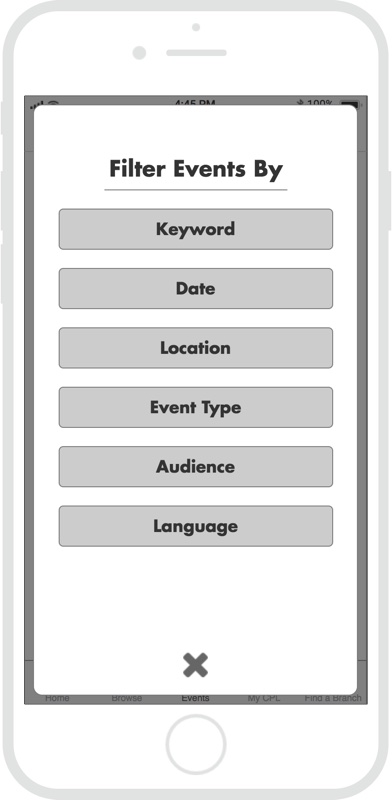 4:45 PM 100%
Filter Events By
Keyword
Date
Location
Event Type
Audience
Language
Home Browse Events My CPL Find a Branch